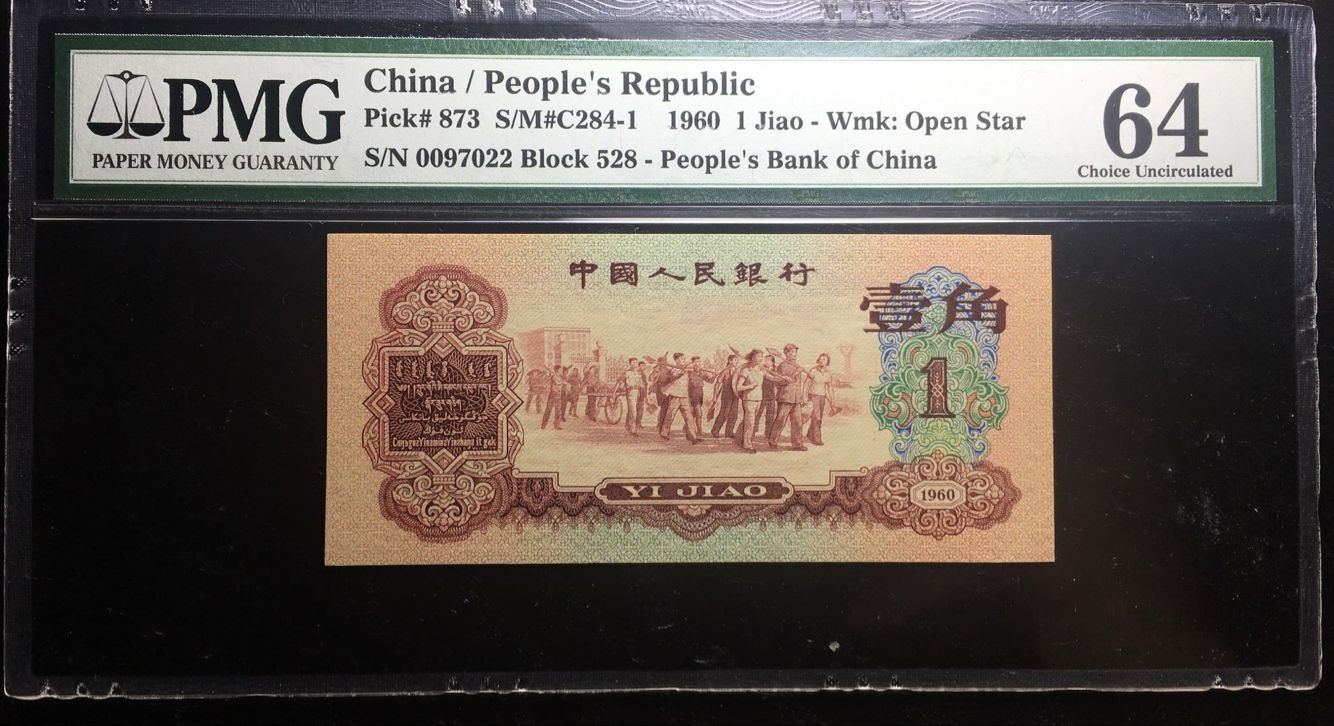 PMG
PAPER MONEY GUARANTY
China / People's Republic
Pick# 873 S/M#C284-1 1960 1 Jiao - Wmk: Open Star
S/N 0097022 Block 528 - People's Bank of China
64
Choice Uncirculated
中國人民銀行
壹角
1
YI JIAO
1960